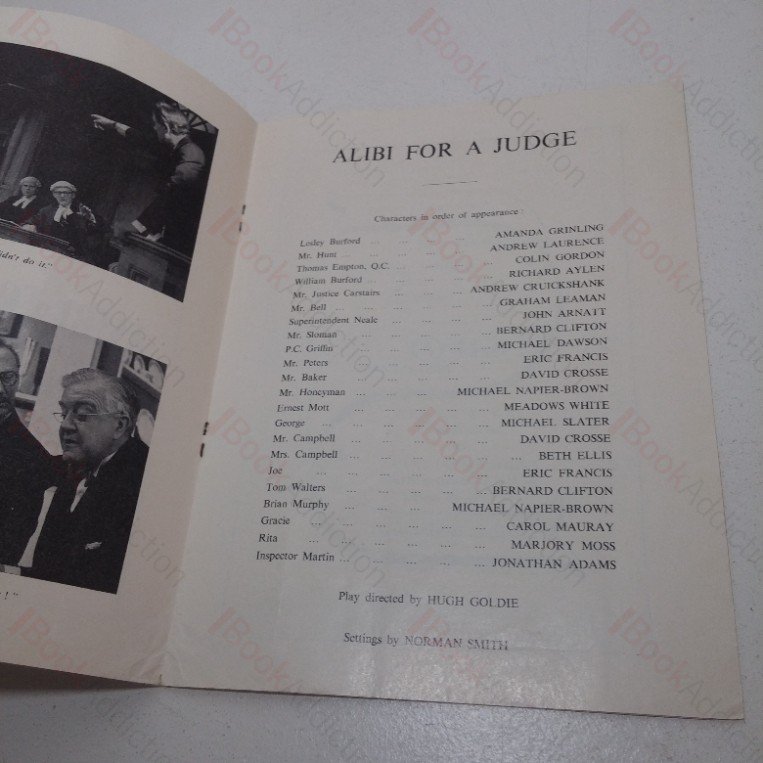 idn't do it."
!"
ALIBI FOR A JUDGE
Characters in order of appearance:
Lesley Burford ... ... ... ... AMANDA GRINLING
Mr. Hunt ... ... ... ... ... ANDREW LAURENCE
Thomas Empton, Q.C. ... ... ... ... COLIN GORDON
William Burford ... ... ... ... ... RICHARD AYLEN
Mr. Justice Carstairs ... ... ... ANDREW CRUICKSHANK
Mr. Bell ... ... ... ... ... GRAHAM LEAMAN
Superintendent Neale ... ... ... ... JOHN ARNATT
Mr. Sloman ... ... ... ... ... BERNARD CLIFTON
P.C. Griffin ... ... ... ... MICHAEL DAWSON
Mr. Peters ... ... ... ... ... ERIC FRANCIS
Mr. Baker ... ... ... ... ... DAVID CROSSE
Mr. Honeyman ... ... ... ... MICHAEL NAPIER-BROWN
Ernest Mott ... ... ... ... ... MEADOWS WHITE
George ... ... ... ... ... MICHAEL SLATER
Mr. Campbell ... ... ... ... ... DAVID CROSSE
Mrs. Campbell ... ... ... ... ... BETH ELLIS
Joe ... ... ... ... ... ERIC FRANCIS
Tom Walters ... ... ... ... ... BERNARD CLIFTON
Brian Murphy ... ... ... ... MICHAEL NAPIER-BROWN
Gracie ... ... ... ... ... CAROL MAURAY
Rita ... ... ... ... ... MARJORY MOSS
Inspector Martin ... ... ... ... ... JONATHAN ADAMS
Play directed by HUGH GOLDIE
Settings by NORMAN SMITH
BookAddiction